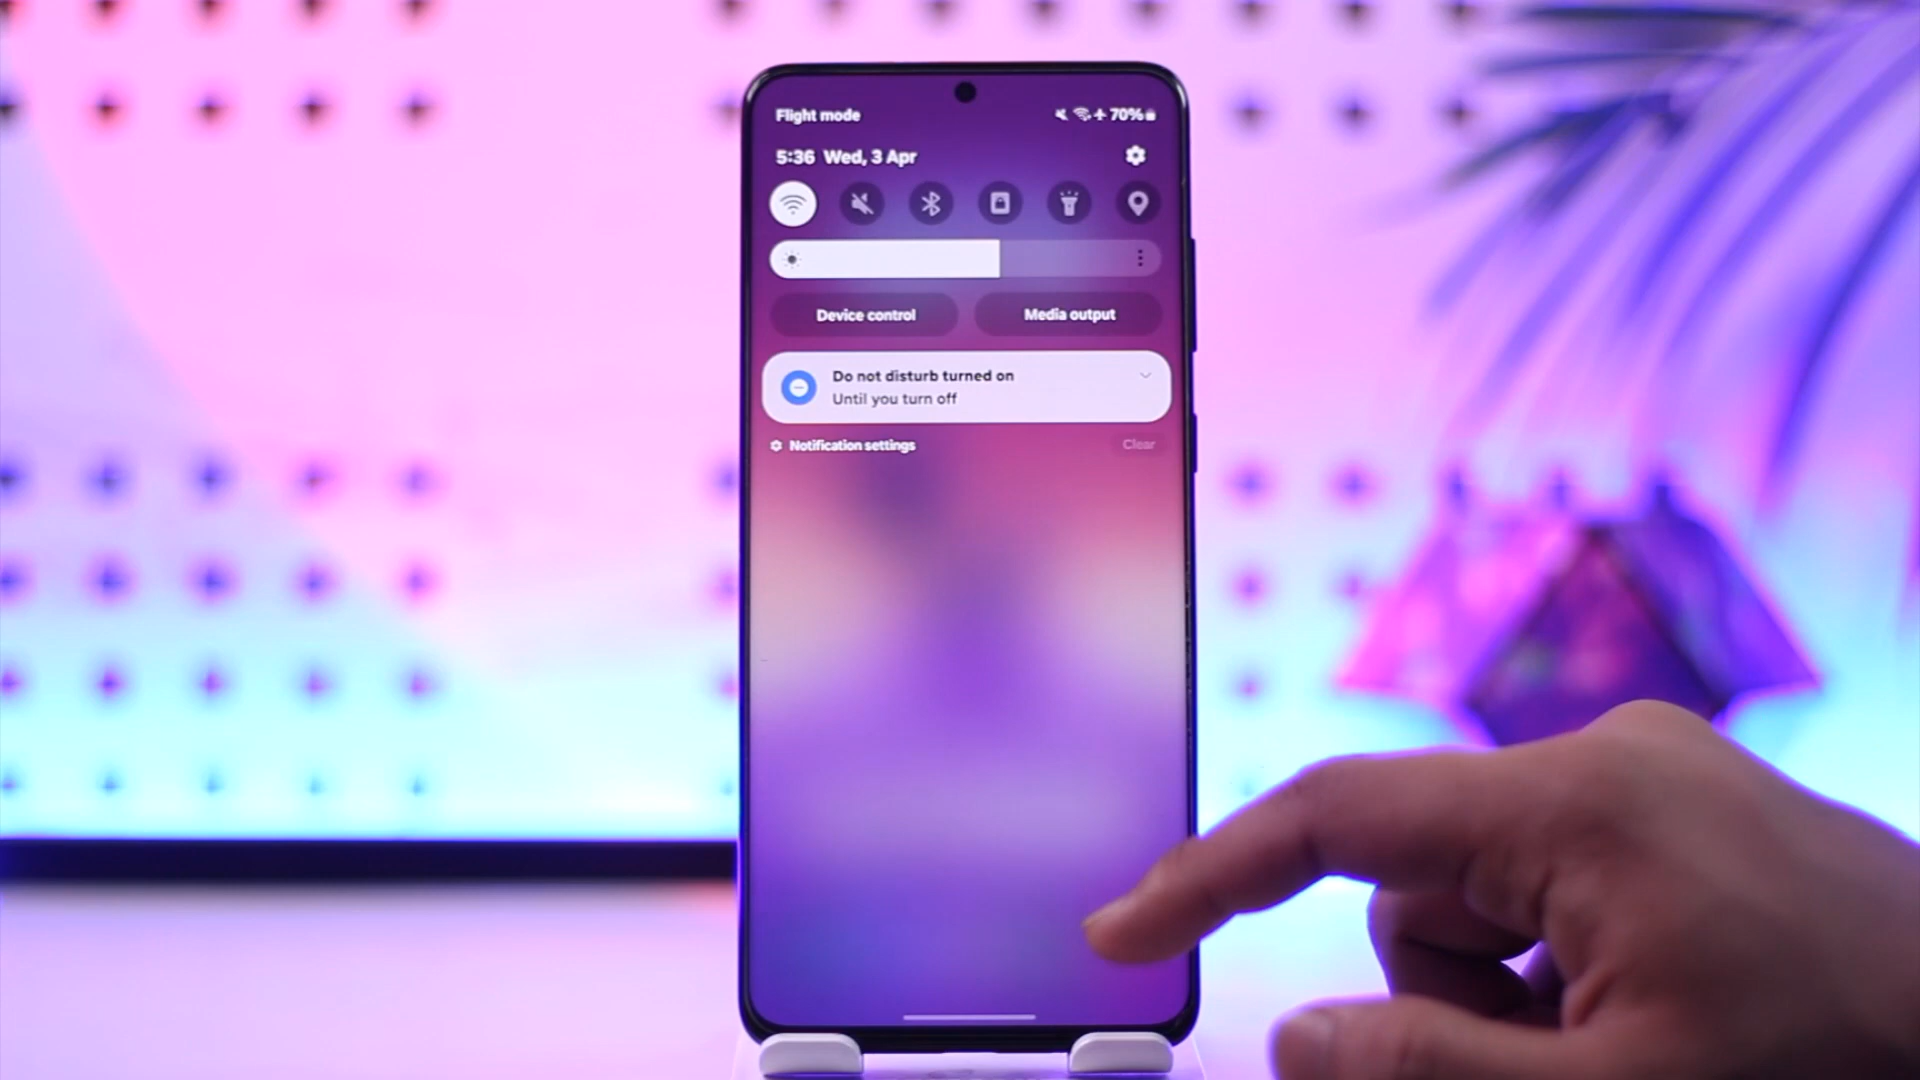 Flight mode 70%
5:36 Wed, 3 Apr
Device control Media output
Do not disturb turned on
Until you turn off
Notification settings Clear